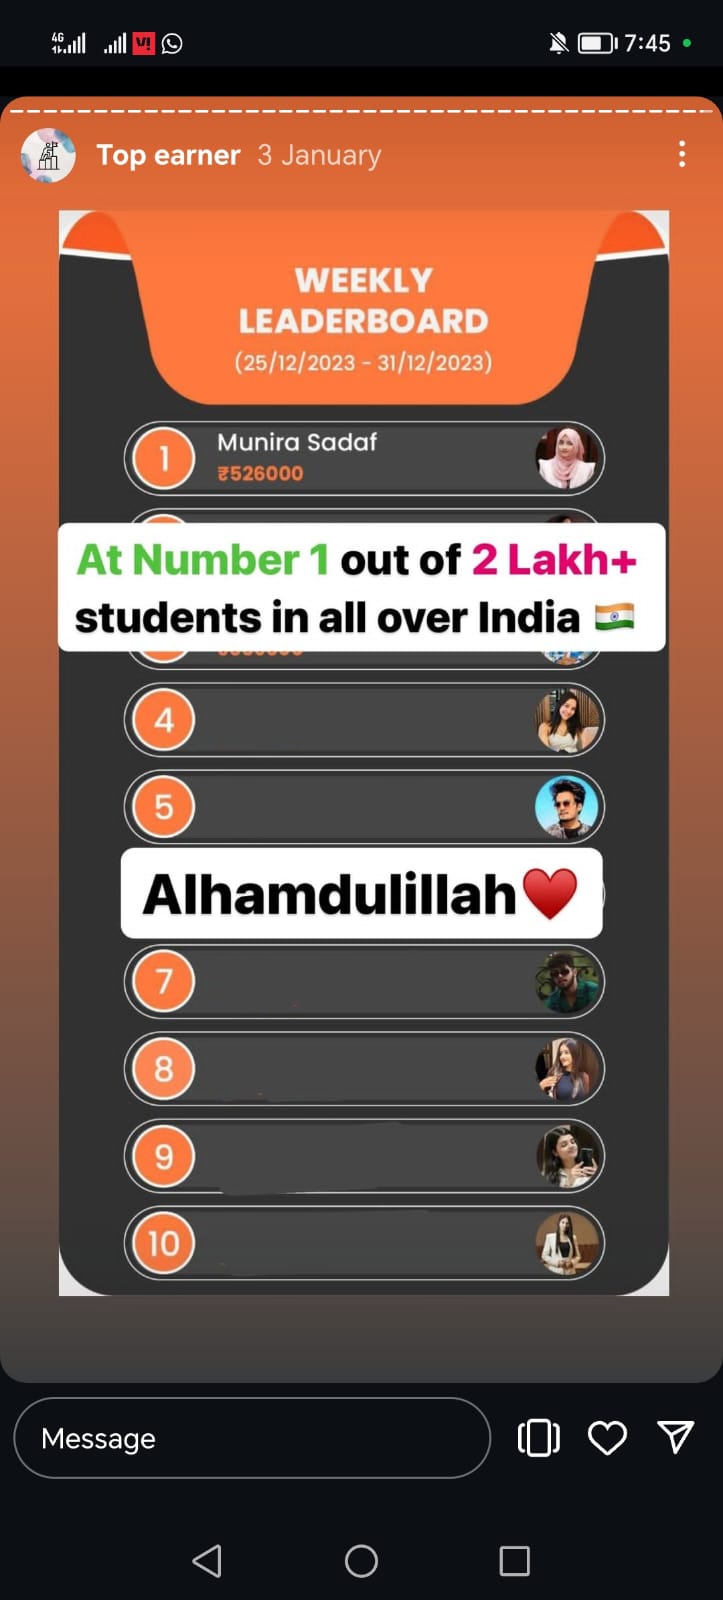 4G
7:45
Top earner 3 January
WEEKLY
LEADERBOARD
(25/12/2023 - 31/12/2023)
1
Munira Sadaf
₹526000
At Number 1 out of 2 Lakh+
students in all over India 🇮🇳
4
5
Alhamdulillah♥️
7
8
9
10
Message